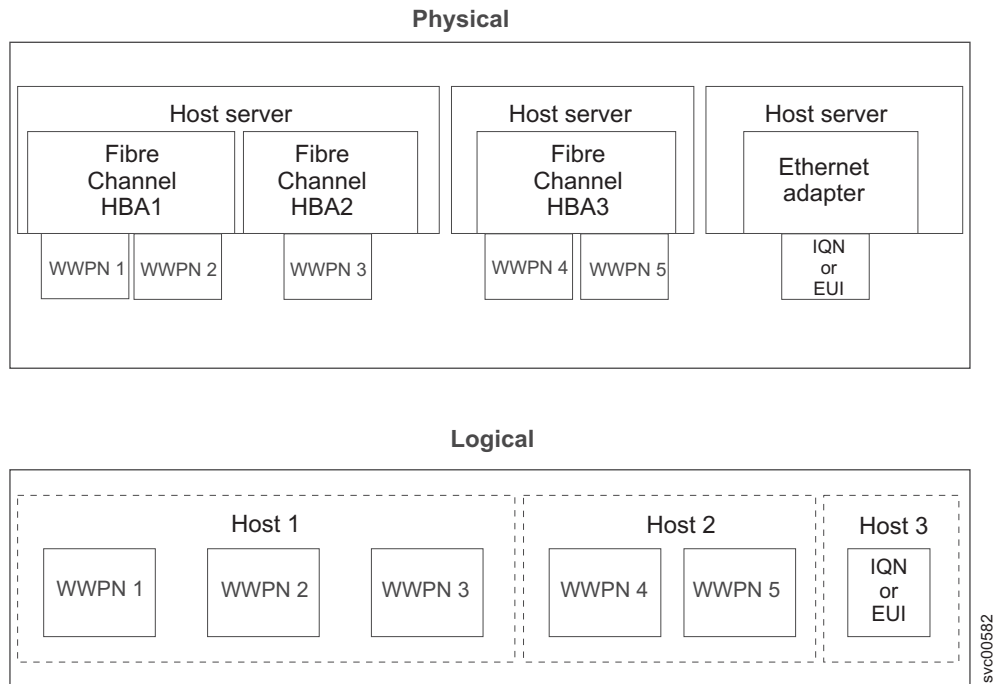 Physical
Host server
Fibre
Channel
HBA1
Fibre
Channel
HBA2
WWPN 1
WWPN 2
WWPN 3
Host server
Fibre
Channel
HBA3
WWPN 4
WWPN 5
Host server
Ethernet
adapter
IQN
or
EUI
Logical
Host 1
WWPN 1
WWPN 2
WWPN 3
Host 2
WWPN 4
WWPN 5
Host 3
IQN
or
EUI
svc00582